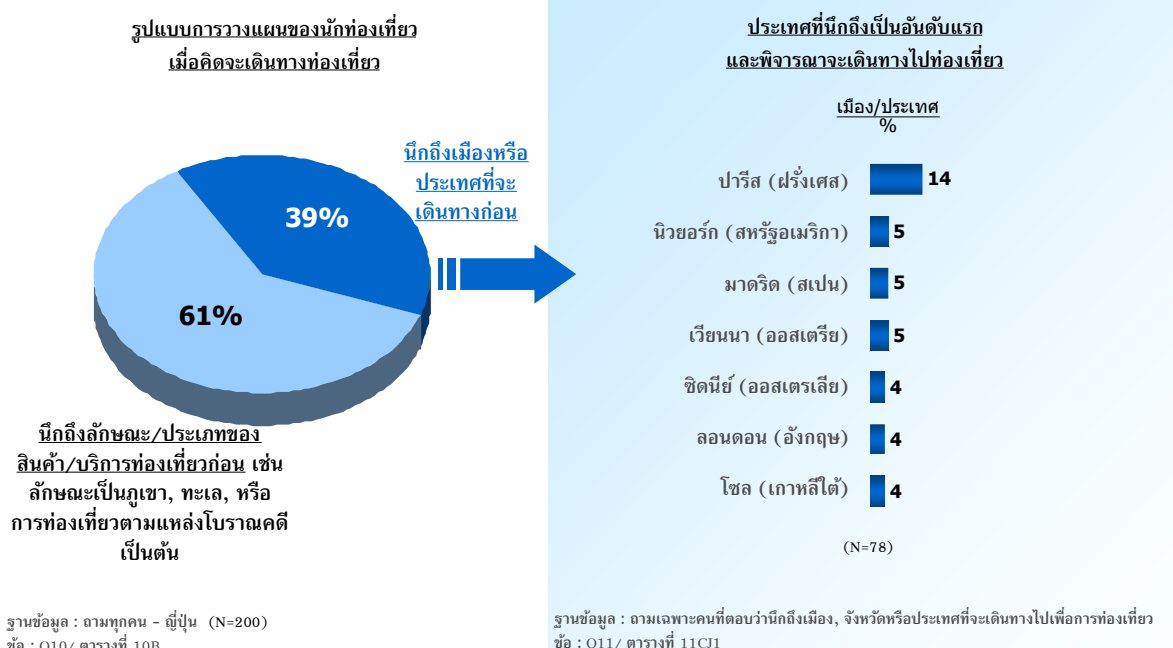 รูปแบบการวางแผนของนักท่องเที่ยว
เมื่อคิดจะเดินทางท่องเที่ยว
39%
61%
นึกถึงเมืองหรือ
ประเทศที่จะ
เดินทางก่อน
นึกถึงลักษณะ/ประเภทของ
สินค้า/บริการท่องเที่ยวก่อน เช่น
ลักษณะเป็นภูเขา, ทะเล, หรือ
การท่องเที่ยวตามแหล่งโบราณคดี
เป็นต้น
ฐานข้อมูล : ถามทุกคน – ญี่ปุ่น (N=200)
ข้อ : Q10/ ตารางที่ 10B
ประเทศที่นึกถึงเป็นอันดับแรก
และพิจารณาจะเดินทางไปท่องเที่ยว
เมือง/ประเทศ
%
ปารีส (ฝรั่งเศส) 14
นิวยอร์ก (สหรัฐอเมริกา) 5
มาดริด (สเปน) 5
เวียนนา (ออสเตรีย) 5
ซิดนีย์ (ออสเตรเลีย) 4
ลอนดอน (อังกฤษ) 4
โซล (เกาหลีใต้) 4
(N=78)
ฐานข้อมูล : ถามเฉพาะคนที่ตอบว่านึกถึงเมือง, จังหวัดหรือประเทศที่จะเดินทางไปเพื่อการท่องเที่ยว
ข้อ : Q11/ ตารางที่ 11CJ1